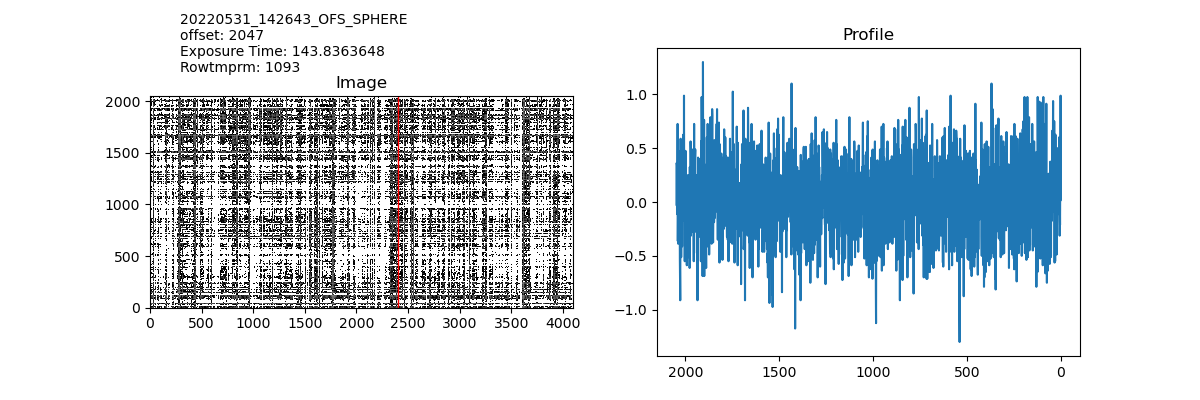 20220531_142643_OFS_SPHERE
offset: 2047
Exposure Time: 143.8363648
Rowtmprm: 1093
Image
2000
1500
1000
500
0
0 500 1000 1500 2000 2500 3000 3500 4000
Profile
1.0
0.5
0.0
−0.5
−1.0
2000 1500 1000 500 0